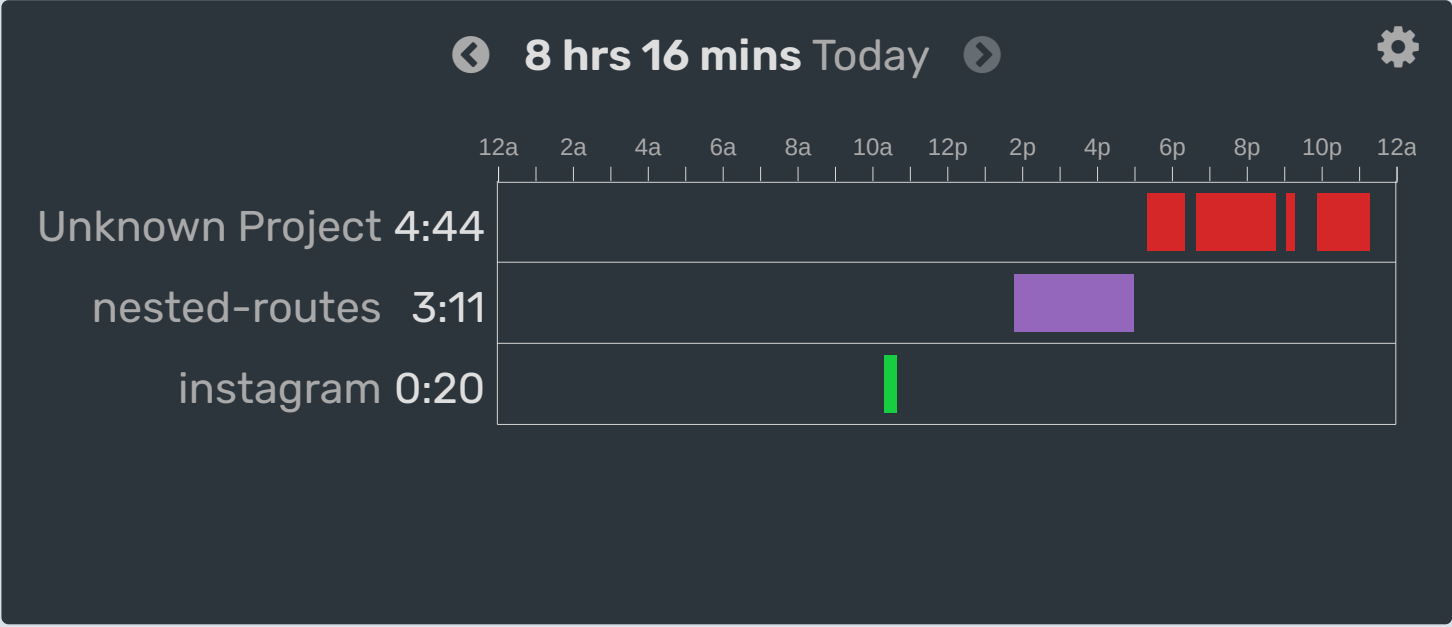 8 hrs 16 mins Today
12a 2a 4a 6a 8a 10a 12p 2p 4p 6p 8p 10p 12a
Unknown Project 4:44
nested-routes 3:11
instagram 0:20